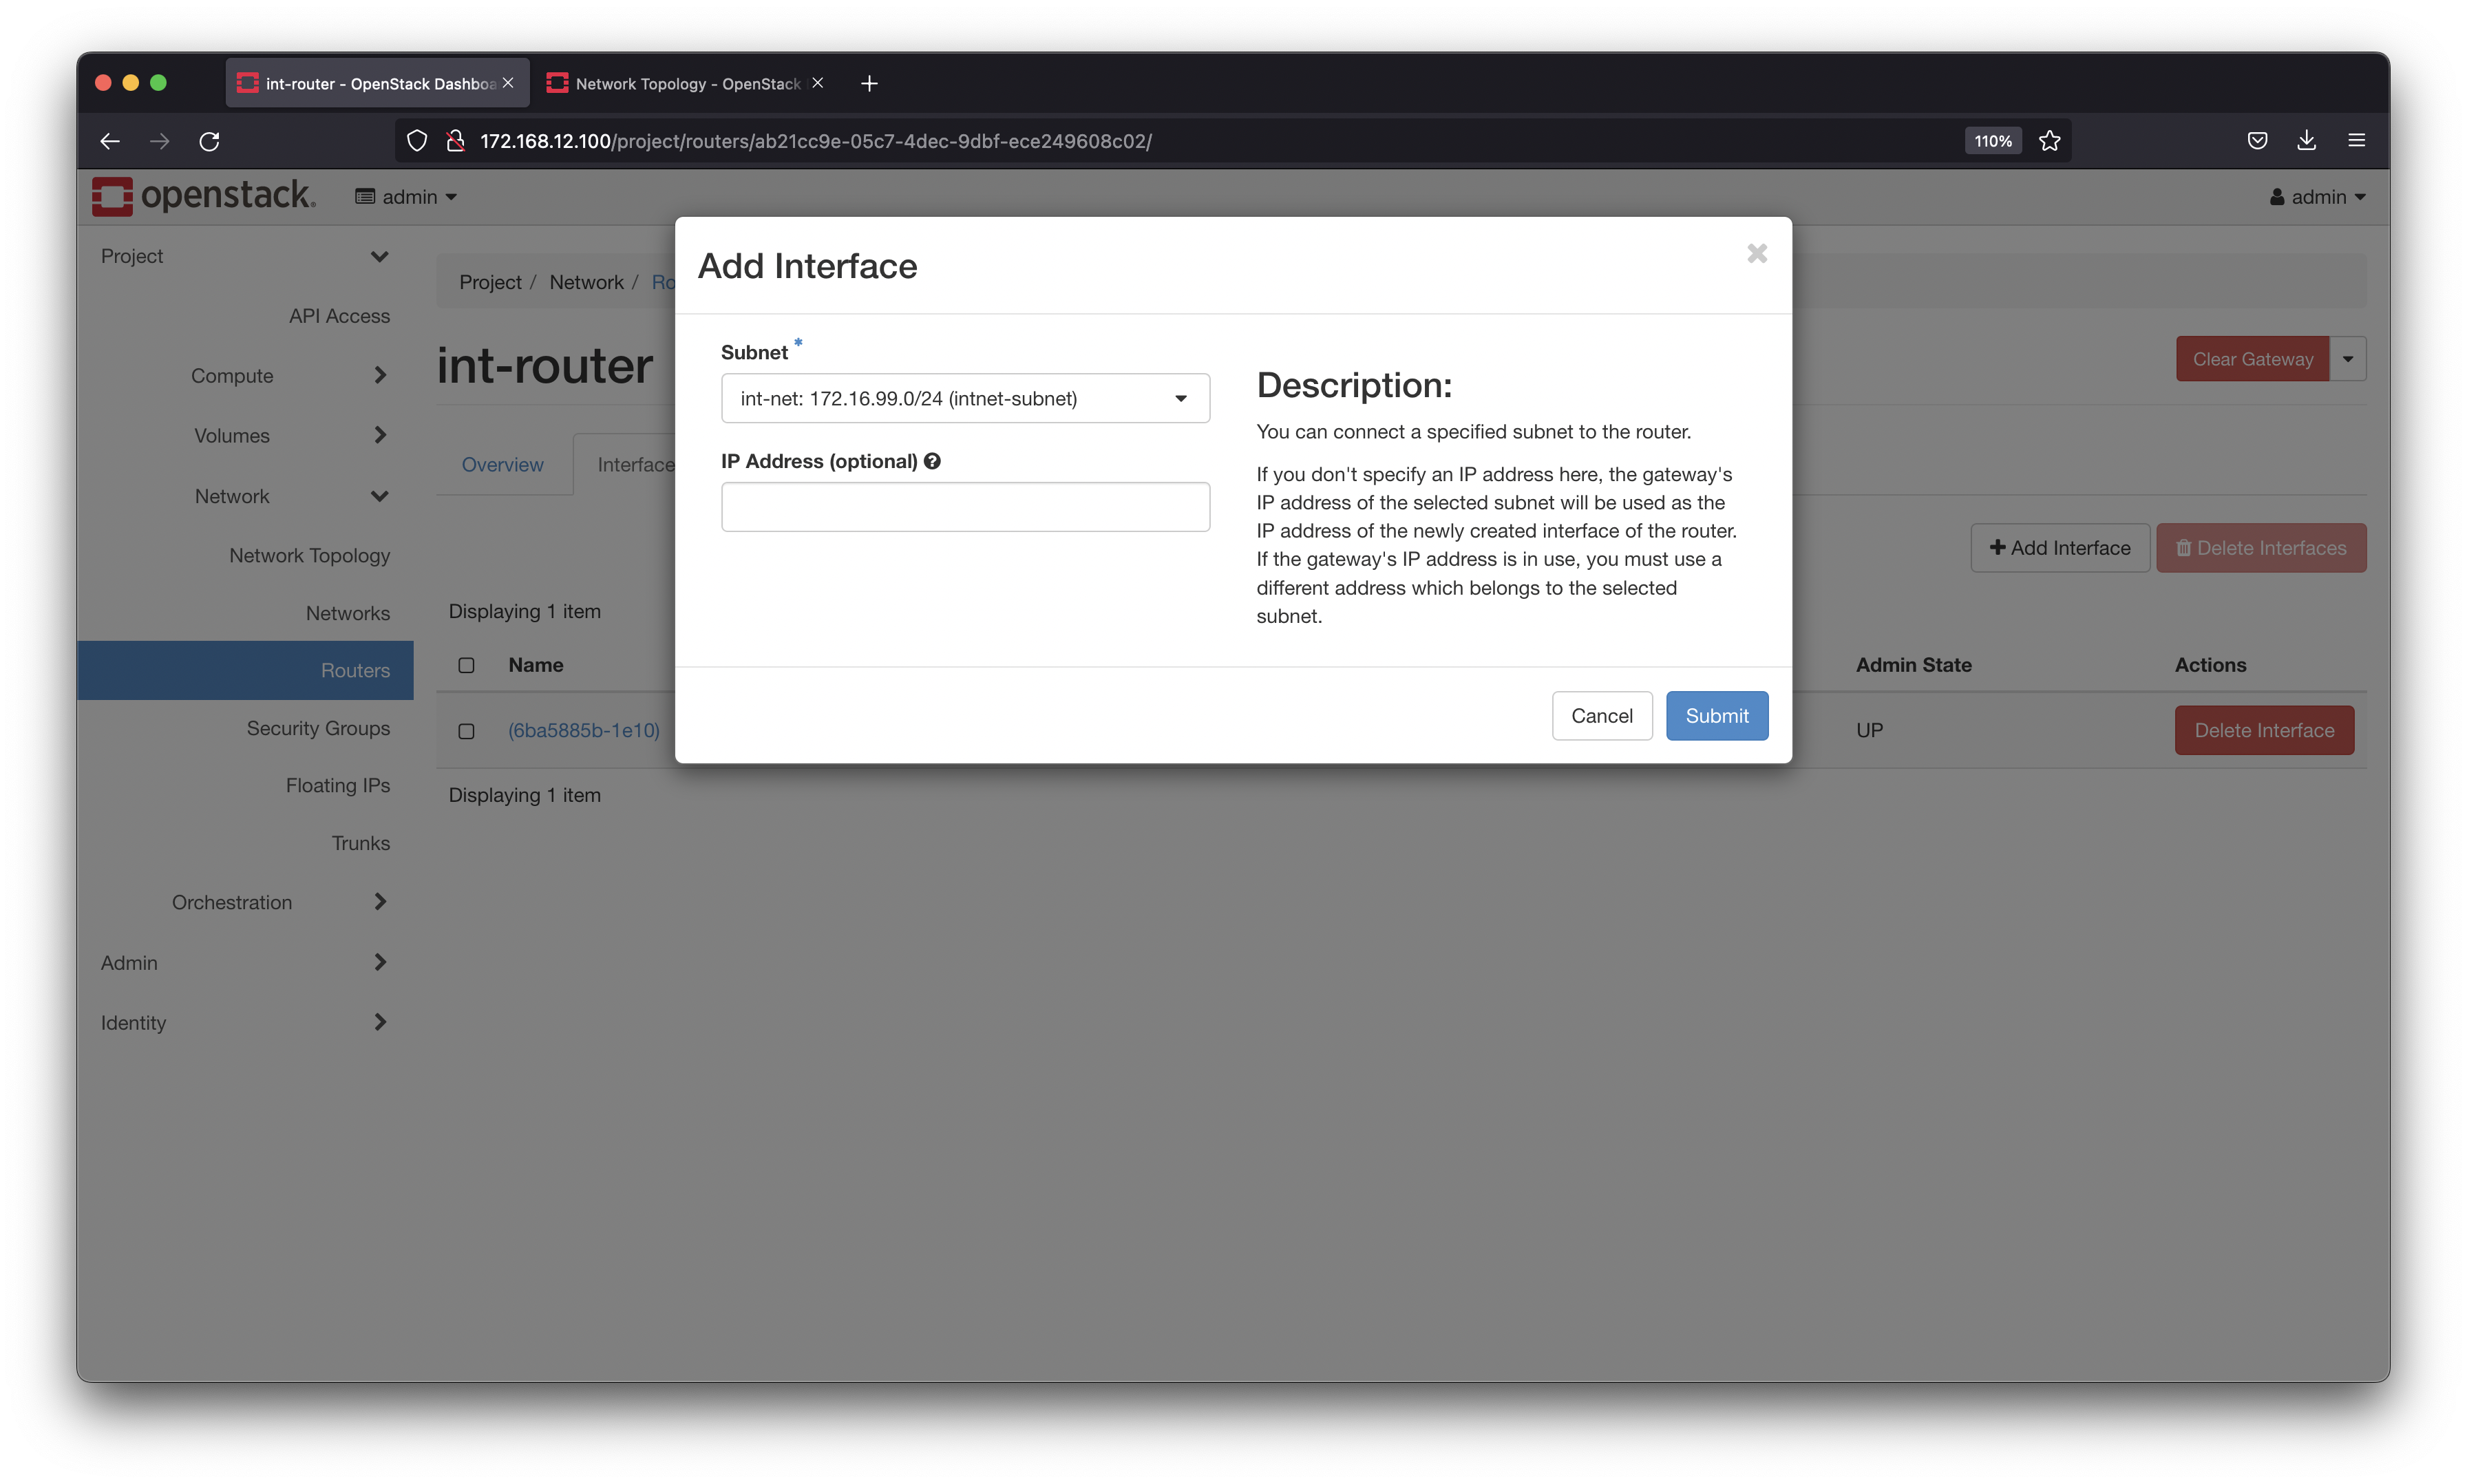 int-router - OpenStack Dashboa
Network Topology - OpenStack
172.168.12.100/project/routers/ab21cc9e-05c7-4dec-9dbf-ece249608c02/
110%
openstack.
admin
admin
Project
API Access
Compute
Volumes
Network
Network Topology
Networks
Routers
Security Groups
Floating IPs
Trunks
Orchestration
Admin
Identity
Project / Network / Ro
int-router
Clear Gateway
Overview
Interface
+ Add Interface
Delete Interfaces
Displaying 1 item
Name
Admin State
Actions
(6ba5885b-1e10)
UP
Delete Interface
Displaying 1 item
Add Interface
Subnet *
int-net: 172.16.99.0/24 (intnet-subnet)
IP Address (optional)
Description:
You can connect a specified subnet to the router.
If you don't specify an IP address here, the gateway's
IP address of the selected subnet will be used as the
IP address of the newly created interface of the router.
If the gateway's IP address is in use, you must use a
different address which belongs to the selected
subnet.
Cancel
Submit